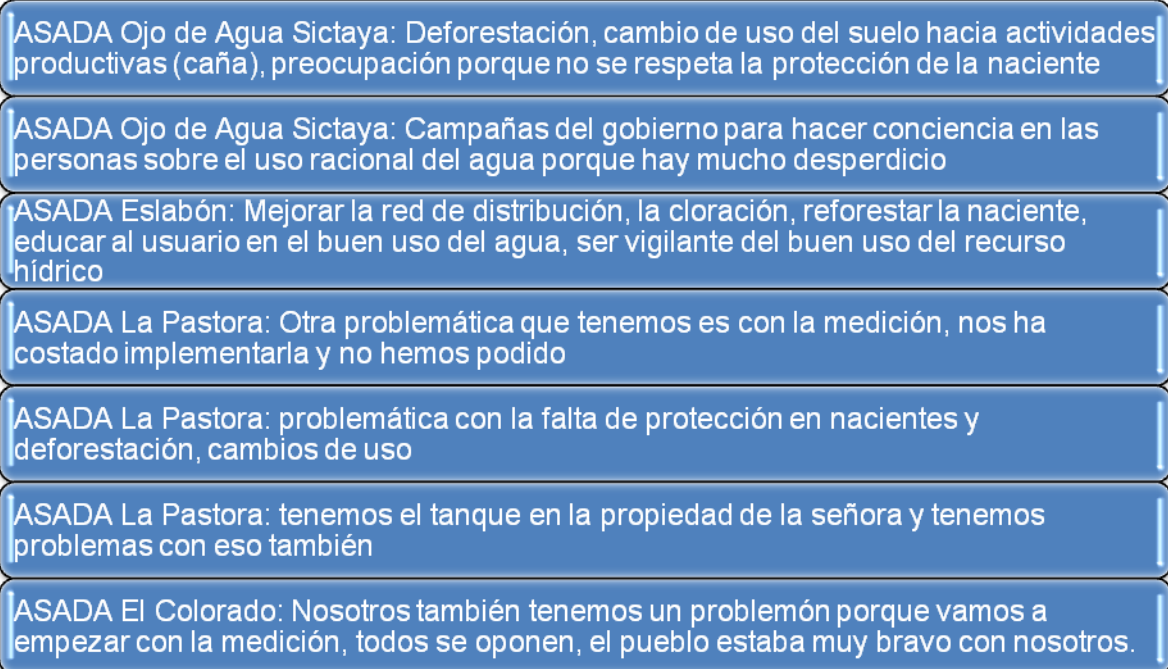 ASADA Ojo de Agua Sictaya: Deforestación, cambio de uso del suelo hacia actividades
productivas (caña), preocupación porque no se respeta la protección de la naciente
ASADA Ojo de Agua Sictaya: Campañas del gobierno para hacer conciencia en las
personas sobre el uso racional del agua porque hay mucho desperdicio
ASADA Eslabón: Mejorar la red de distribución, la cloración, reforestar la naciente,
educar al usuario en el buen uso del agua, ser vigilante del buen uso del recurso
hídrico
ASADA La Pastora: Otra problemática que tenemos es con la medición, nos ha
costado implementarla y no hemos podido
ASADA La Pastora: problemática con la falta de protección en nacientes y
deforestación, cambios de uso
ASADA La Pastora: tenemos el tanque en la propiedad de la señora y tenemos
problemas con eso también
ASADA El Colorado: Nosotros también tenemos un problemón porque vamos a
empezar con la medición, todos se oponen, el pueblo estaba muy bravo con nosotros.